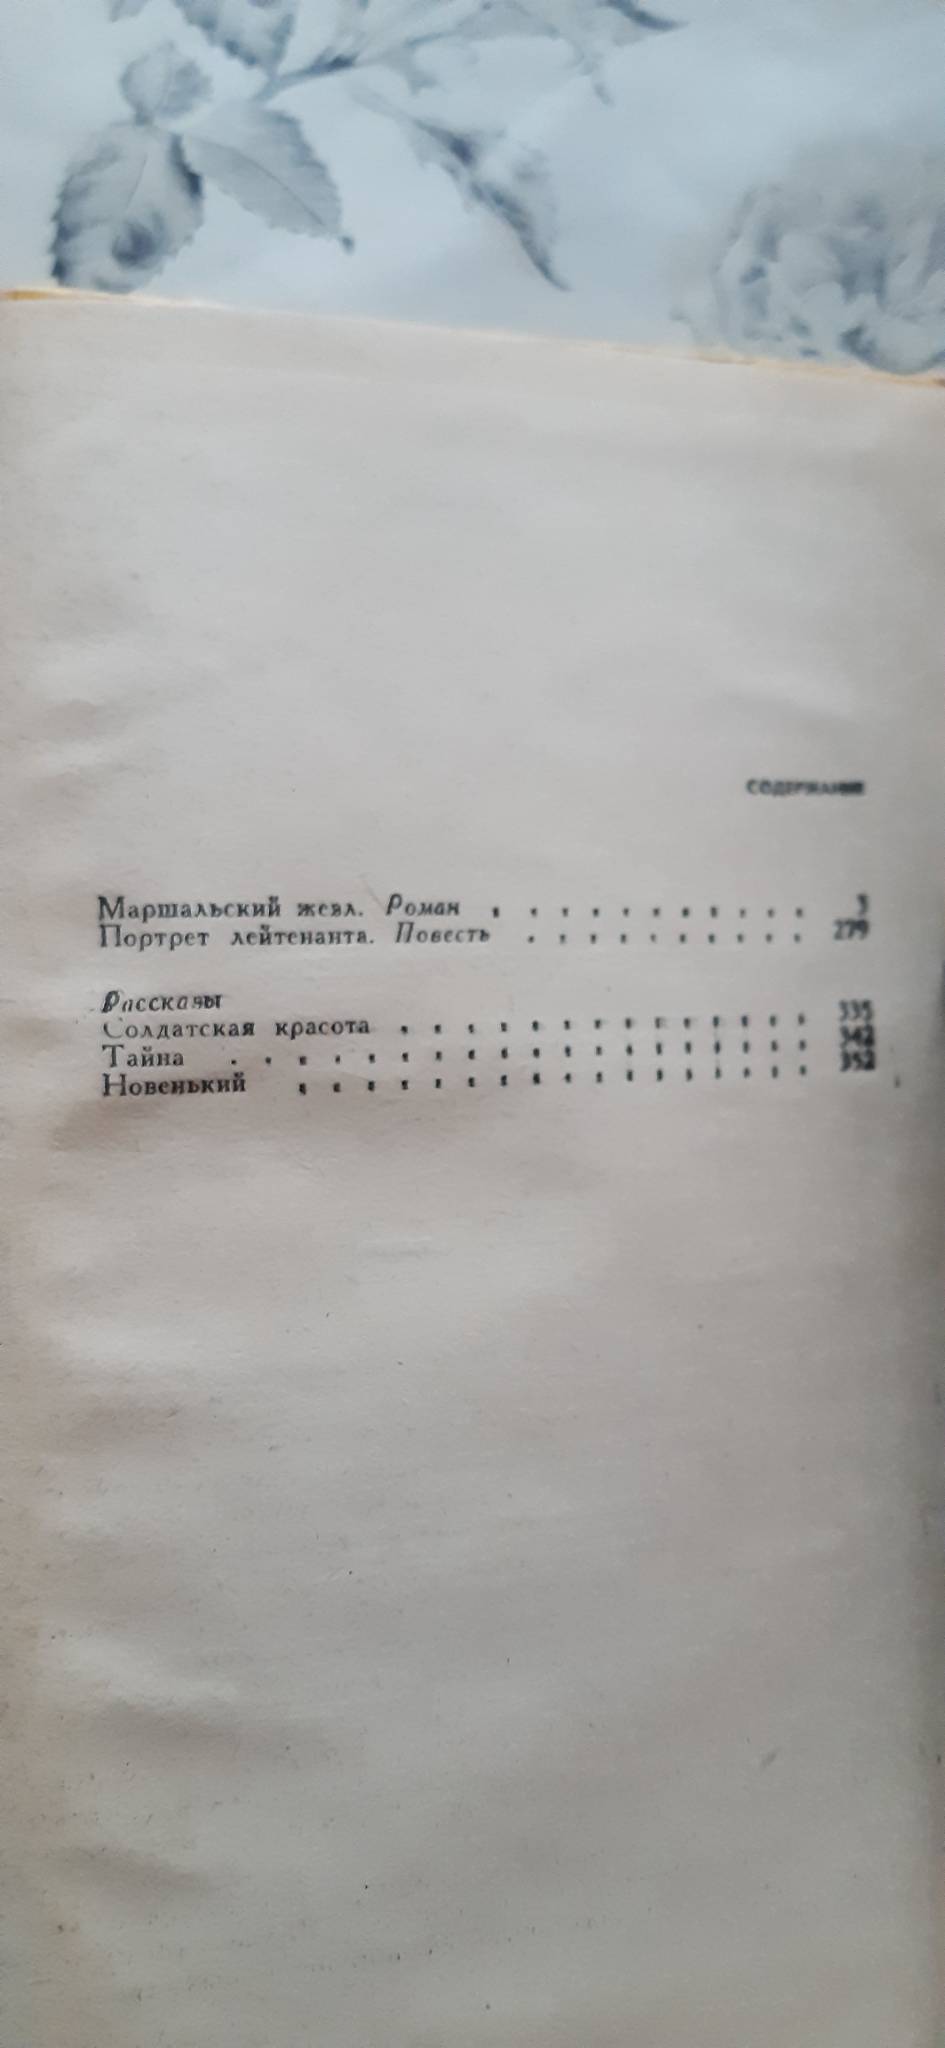 СОДЕРЖАНИЕ
Маршальский жезл. Роман . . . . . . . . . . 3
Портрет лейтенанта. Повесть . . . . . . . . . 279
Рассказы
Солдатская красота . . . . . . . . . . . . . 335
Тайна . . . . . . . . . . . . . . . . . . 342
Новенький . . . . . . . . . . . . . . . . 352